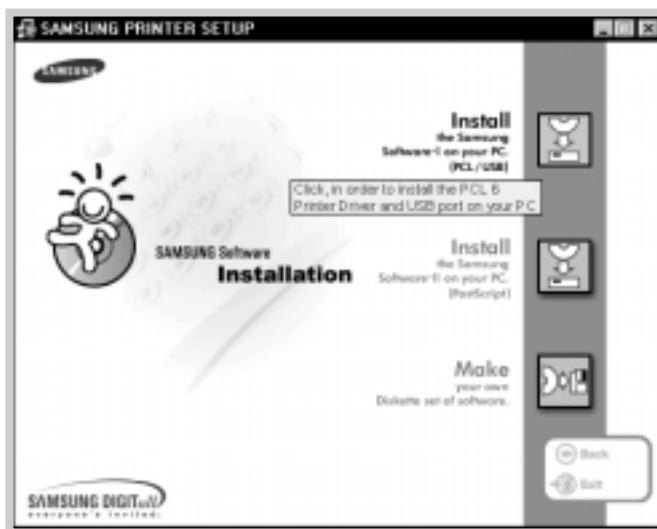 SAMSUNG PRINTER SETUP
SAMSUNG
Install
the Samsung
Software-I on your PC.
(PCL/USB)
Click, in order to install the PCL 6
Printer Driver and USB port on your PC
SAMSUNG Software
Installation
Install
the Samsung
Software-II on your PC.
(PostScript)
Make
your own
Diskette set of software.
Back
Exit
SAMSUNG DIGITall
everyone's invited.